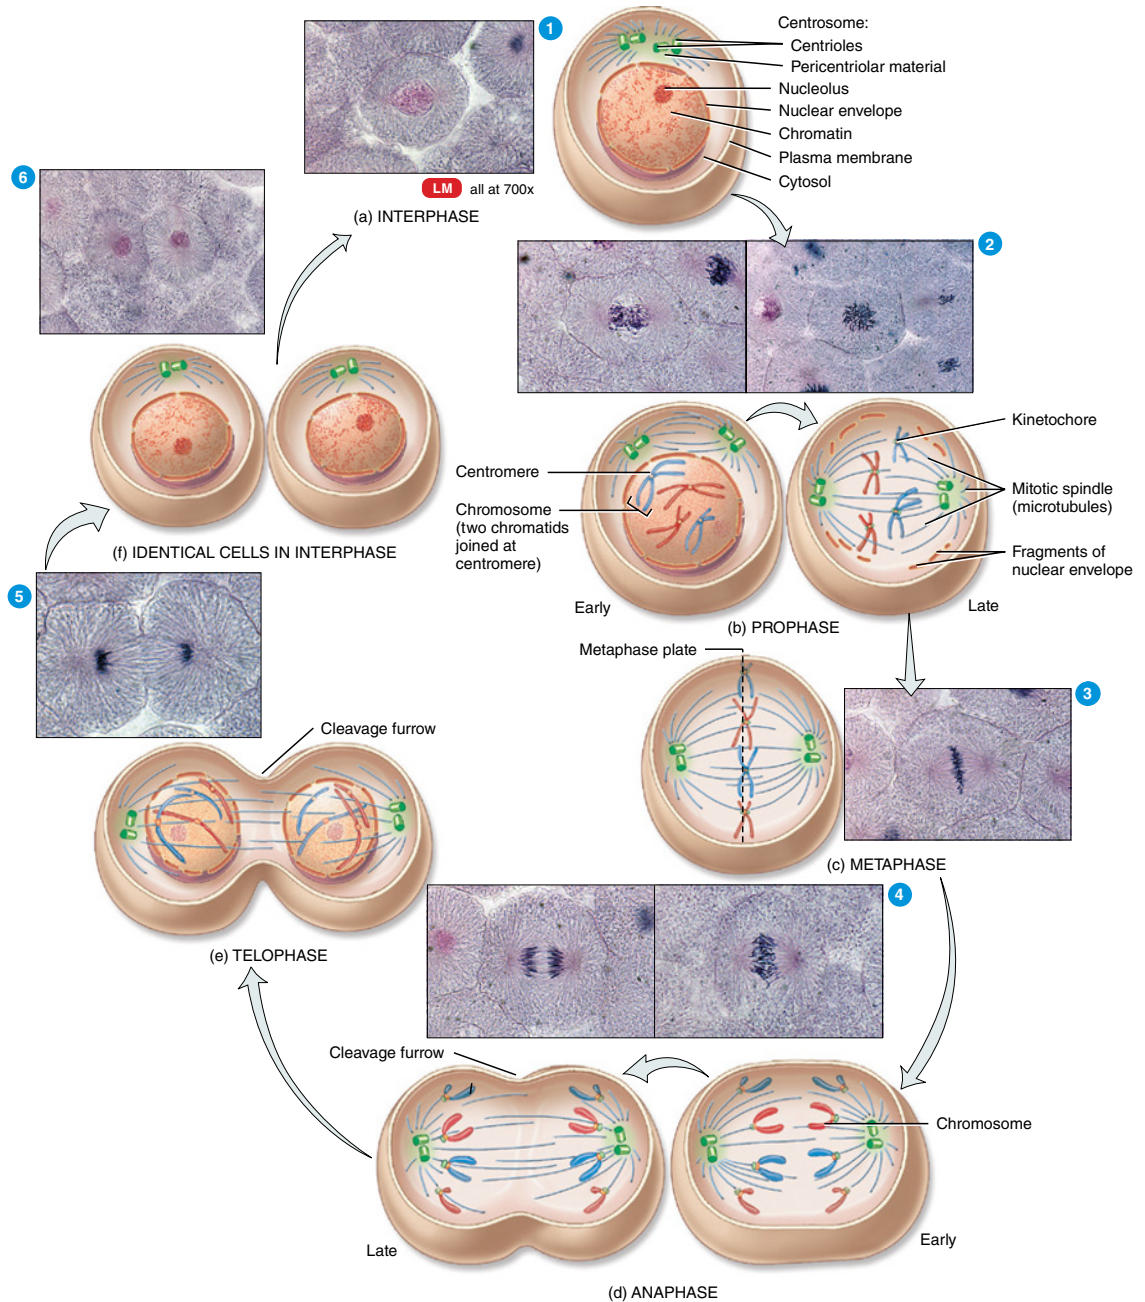 1
Centrosome:
Centrioles
Pericentriolar material
Nucleolus
Nuclear envelope
Chromatin
Plasma membrane
Cytosol
LM all at 700x
(a) INTERPHASE
6
2
Kinetochore
Centromere
Chromosome
(two chromatids
joined at
centromere)
Mitotic spindle
(microtubules)
Fragments of
nuclear envelope
Early
Late
(b) PROPHASE
(f) IDENTICAL CELLS IN INTERPHASE
5
Metaphase plate
3
(c) METAPHASE
Cleavage furrow
(e) TELOPHASE
4
Cleavage furrow
Chromosome
Late
Early
(d) ANAPHASE